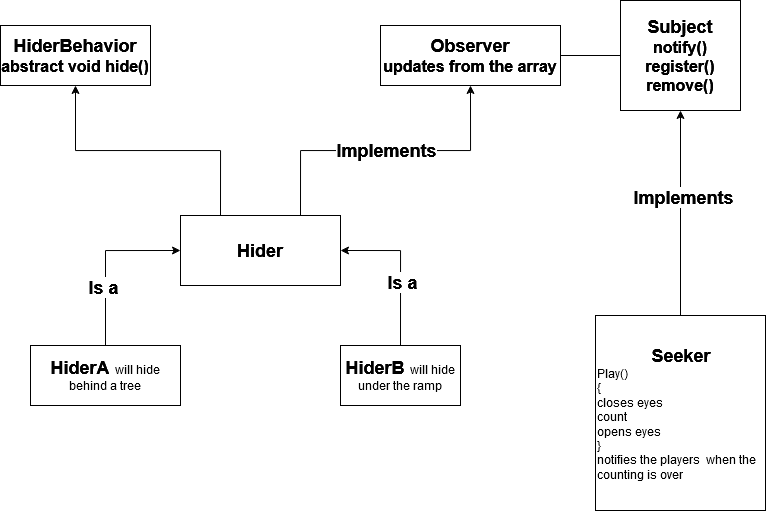 HiderBehavior
abstract void hide()
Observer
updates from the array
Subject
notify()
register()
remove()
Implements
Implements
Hider
Is a
Is a
HiderA will hide
behind a tree
HiderB will hide
under the ramp
Seeker
Play()
{
closes eyes
count
opens eyes
}
notifies the players when the
counting is over